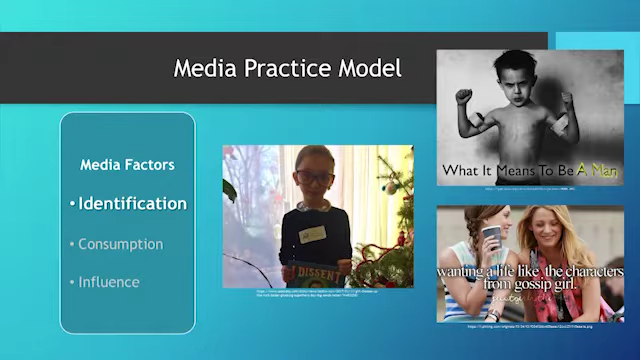 Media Practice Model
Media Factors
• Identification
• Consumption
• Influence
DISSENT
What It Means To Be A Man
wanting a life like the characters
from gossip girl.